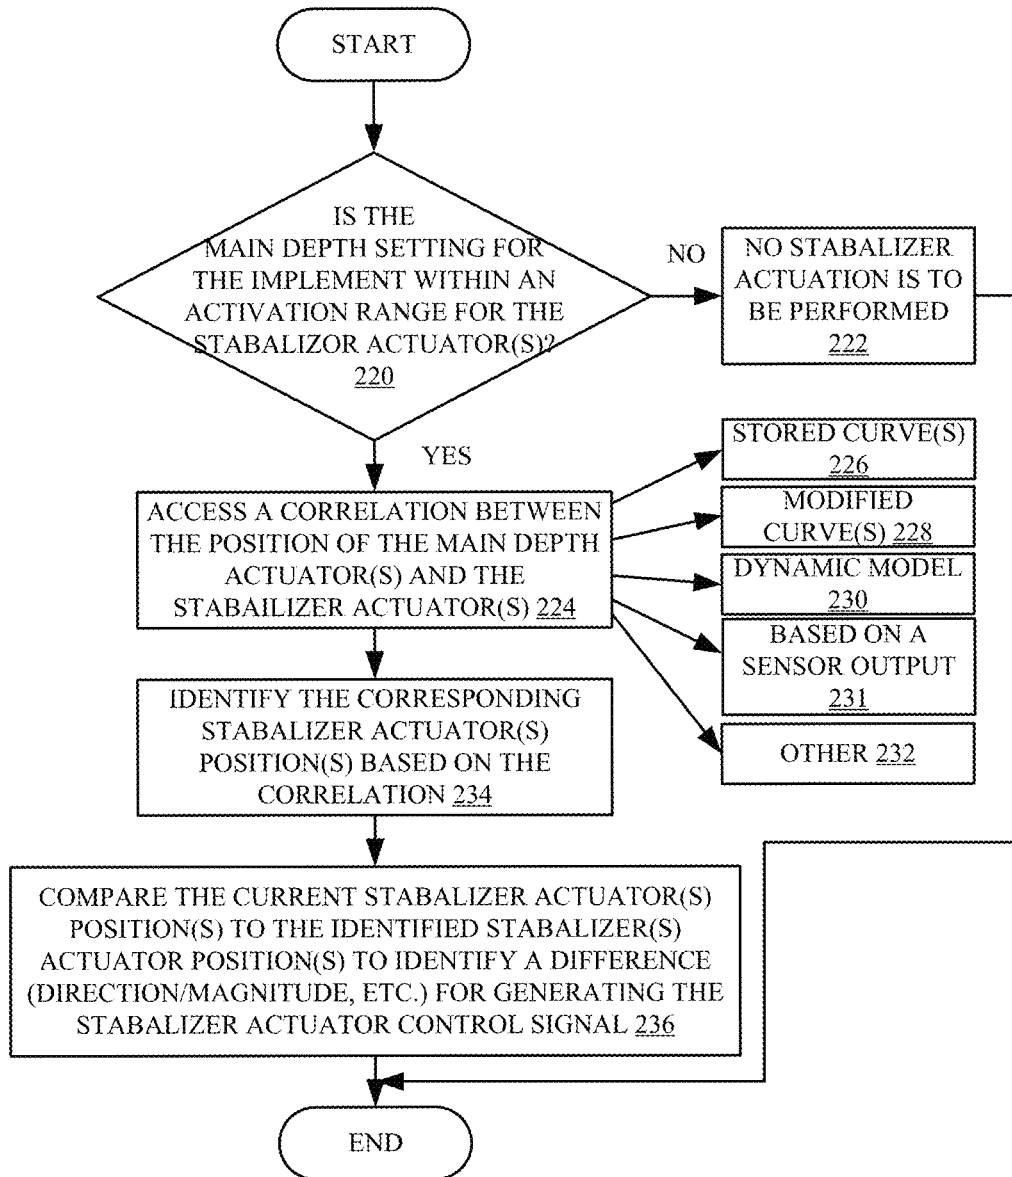 START
IS THE
MAIN DEPTH SETTING FOR
THE IMPLEMENT WITHIN AN
ACTIVATION RANGE FOR THE
STABALIZOR ACTUATOR(S)?
220
NO
NO STABALIZER
ACTUATION IS TO
BE PERFORMED
222
YES
ACCESS A CORRELATION BETWEEN
THE POSITION OF THE MAIN DEPTH
ACTUATOR(S) AND THE
STABAILIZER ACTUATOR(S) 224
STORED CURVE(S)
226
MODIFIED
CURVE(S) 228
DYNAMIC MODEL
230
BASED ON A
SENSOR OUTPUT
231
OTHER 232
IDENTIFY THE CORRESPONDING
STABALIZER ACTUATOR(S)
POSITION(S) BASED ON THE
CORRELATION 234
COMPARE THE CURRENT STABALIZER ACTUATOR(S)
POSITION(S) TO THE IDENTIFIED STABALIZER(S)
ACTUATOR POSITION(S) TO IDENTIFY A DIFFERENCE
(DIRECTION/MAGNITUDE, ETC.) FOR GENERATING THE
STABALIZER ACTUATOR CONTROL SIGNAL 236
END